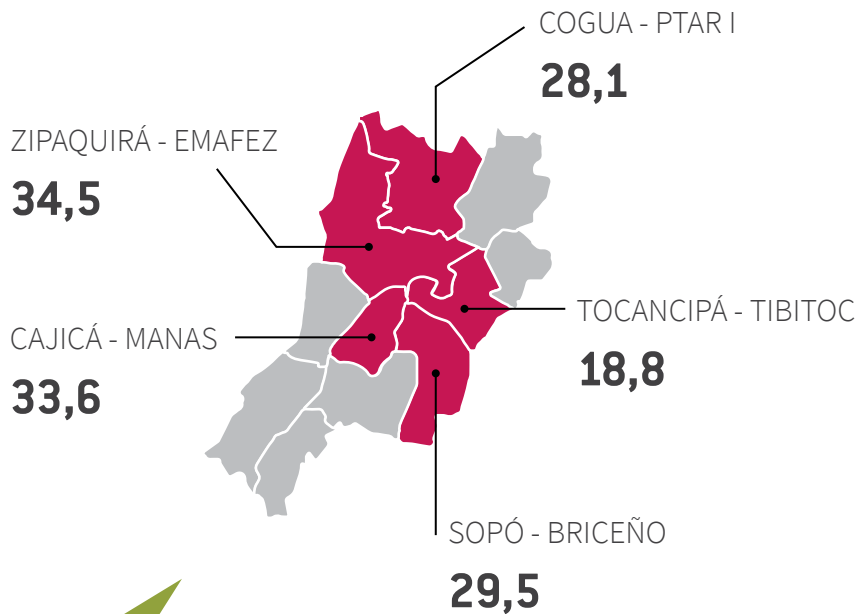 COGUA - PTAR I
28,1
ZIPAQUIRÁ - EMAFEZ
34,5
TOCANCIPÁ - TIBITOC
18,8
CAJICÁ - MANAS
33,6
SOPÓ - BRICEÑO
29,5